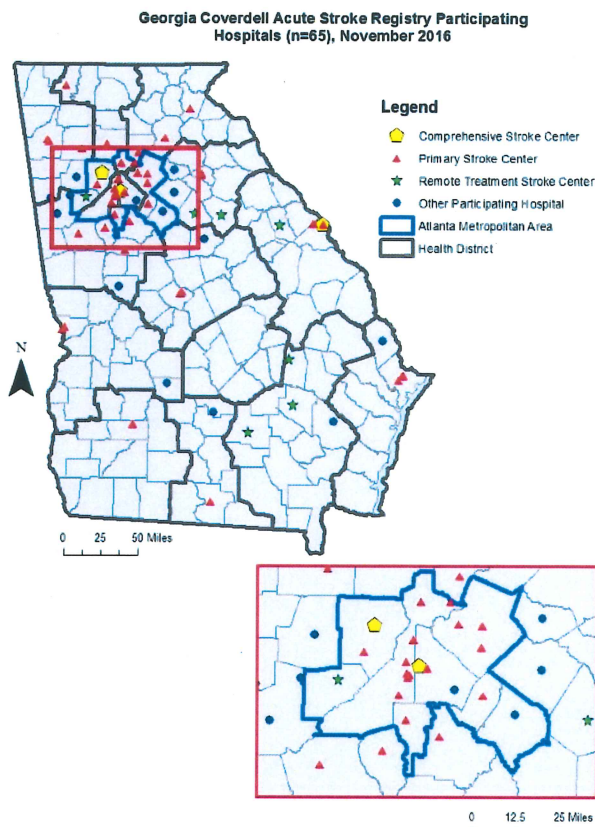 Georgia Coverdell Acute Stroke Registry Participating
Hospitals (n=65), November 2016
Legend
Comprehensive Stroke Center
Primary Stroke Center
Remote Treatment Stroke Center
Other Participating Hospital
Atlanta Metropolitan Area
Health District
N
0 25 50 Miles
0 12.5 25 Miles